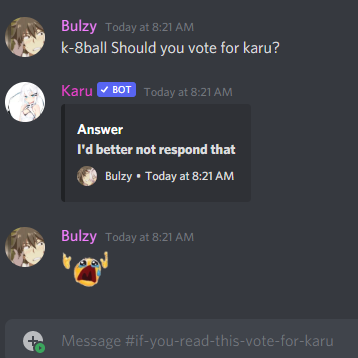 Bulzy Today at 8:21 AM
k-8ball Should you vote for karu?
Karu BOT Today at 8:21 AM
Answer
I'd better not respond that
Bulzy • Today at 8:21 AM
Bulzy Today at 8:21 AM
Message #if-you-read-this-vote-for-karu